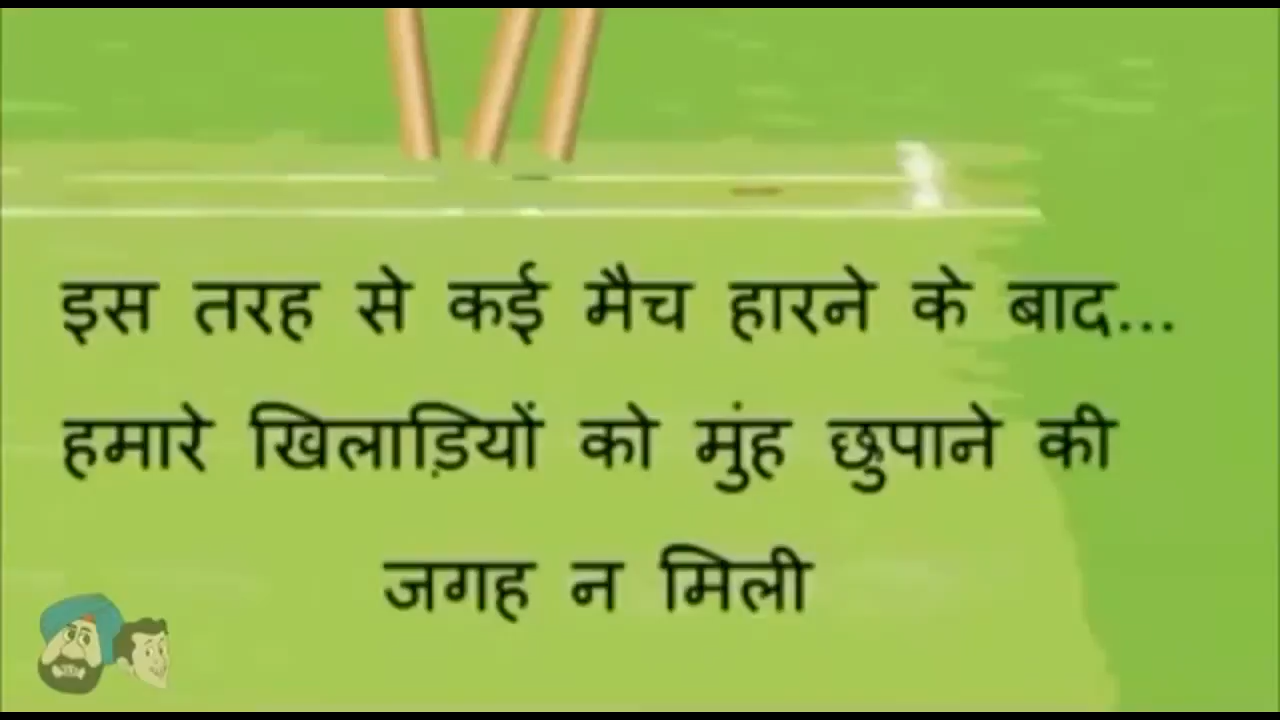 इस तरह से कई मैच हारने के बाद...
हमारे खिलाड़ियों को मुंह छुपाने की
जगह न मिली